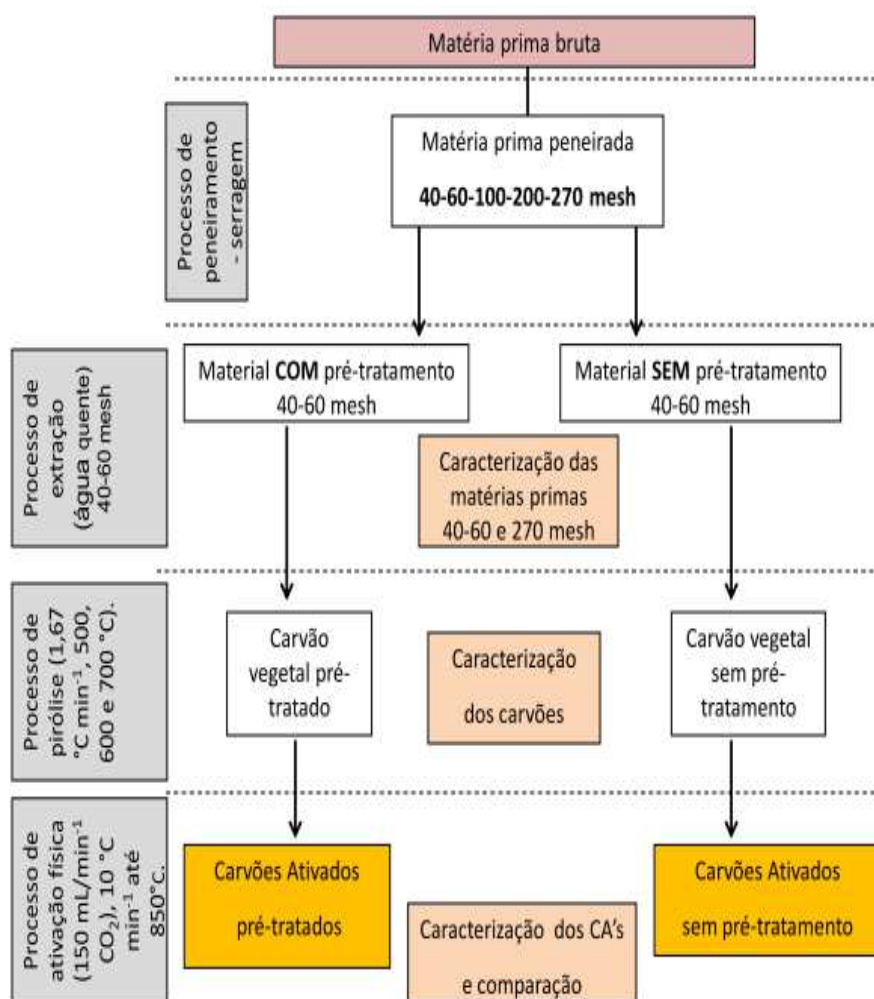 Matéria prima bruta
Processo de
peneiramento
- serragem
Matéria prima peneirada
40-60-100-200-270 mesh
Processo de
extração
(água quente)
40-60 mesh
Material COM pré-tratamento
40-60 mesh
Material SEM pré-tratamento
40-60 mesh
Caracterização das
matérias primas
40-60 e 270 mesh
Processo de
pirólise (1,67
°C min⁻¹, 500,
600 e 700 °C).
Carvão
vegetal pré-
tratado
Caracterização
dos carvões
Carvão vegetal
sem pré-
tratamento
Processo de
ativação física
(150 mL/min⁻¹
CO₂), 10 °C
min⁻¹ até
850°C.
Carvões Ativados
pré-tratados
Caracterização dos CA's
e comparação
Carvões Ativados
sem pré-tratamento